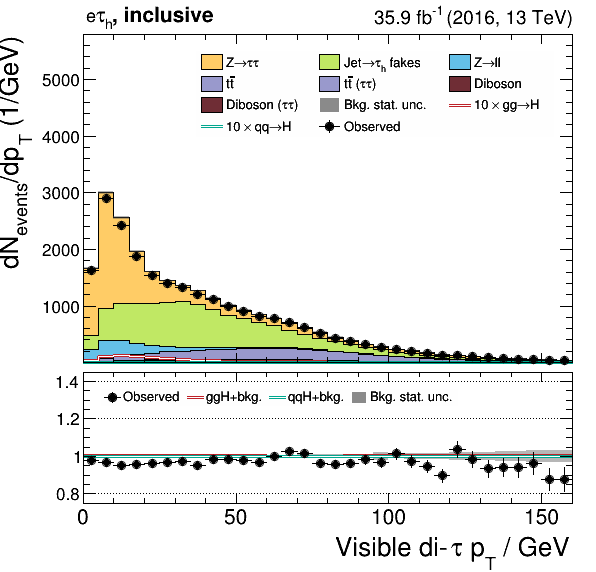 eτh, inclusive 35.9 fb⁻¹ (2016, 13 TeV)
dNevents/dpT (1/GeV)
5000
4000
3000
2000
1000
Z→ττ Jet→τh fakes Z→ll
tt̄ tt̄ (ττ) Diboson
Diboson (ττ) Bkg. stat. unc. 10 × gg→H
10 × qq→H Observed
1.4
1.2
1
0.8
Observed ggH+bkg. qqH+bkg. Bkg. stat. unc.
0 50 100 150
Visible di-τ pT / GeV